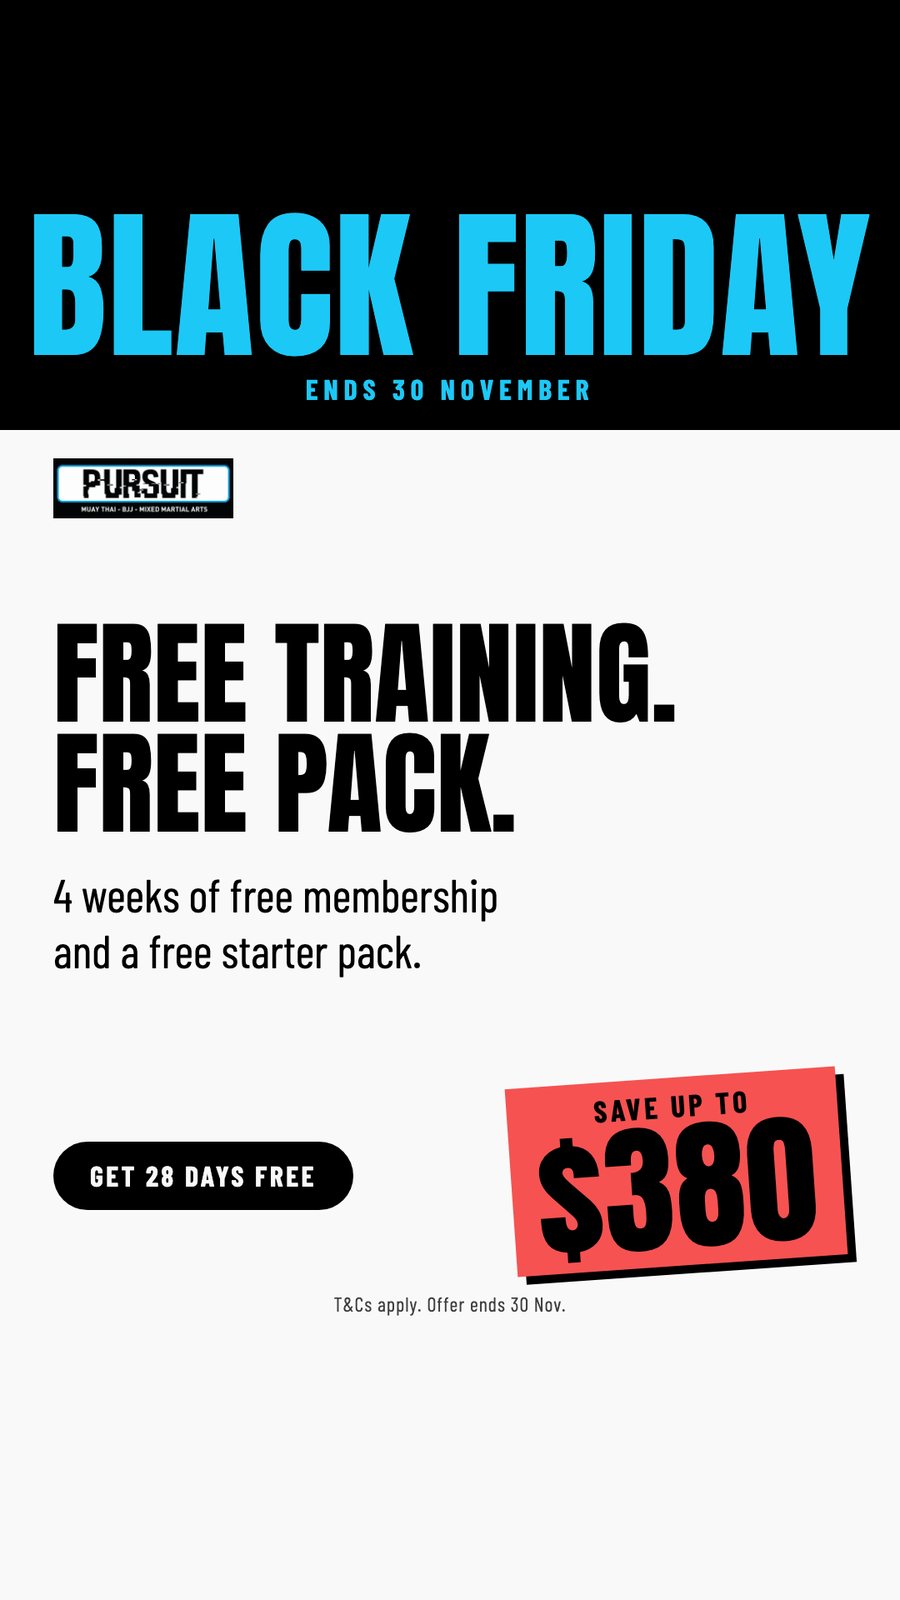 BLACK FRIDAY
ENDS 30 NOVEMBER
PURSUIT
MUAY THAI - BJJ - MIXED MARTIAL ARTS
FREE TRAINING.
FREE PACK.
4 weeks of free membership
and a free starter pack.
SAVE UP TO
$380
GET 28 DAYS FREE
T&Cs apply. Offer ends 30 Nov.